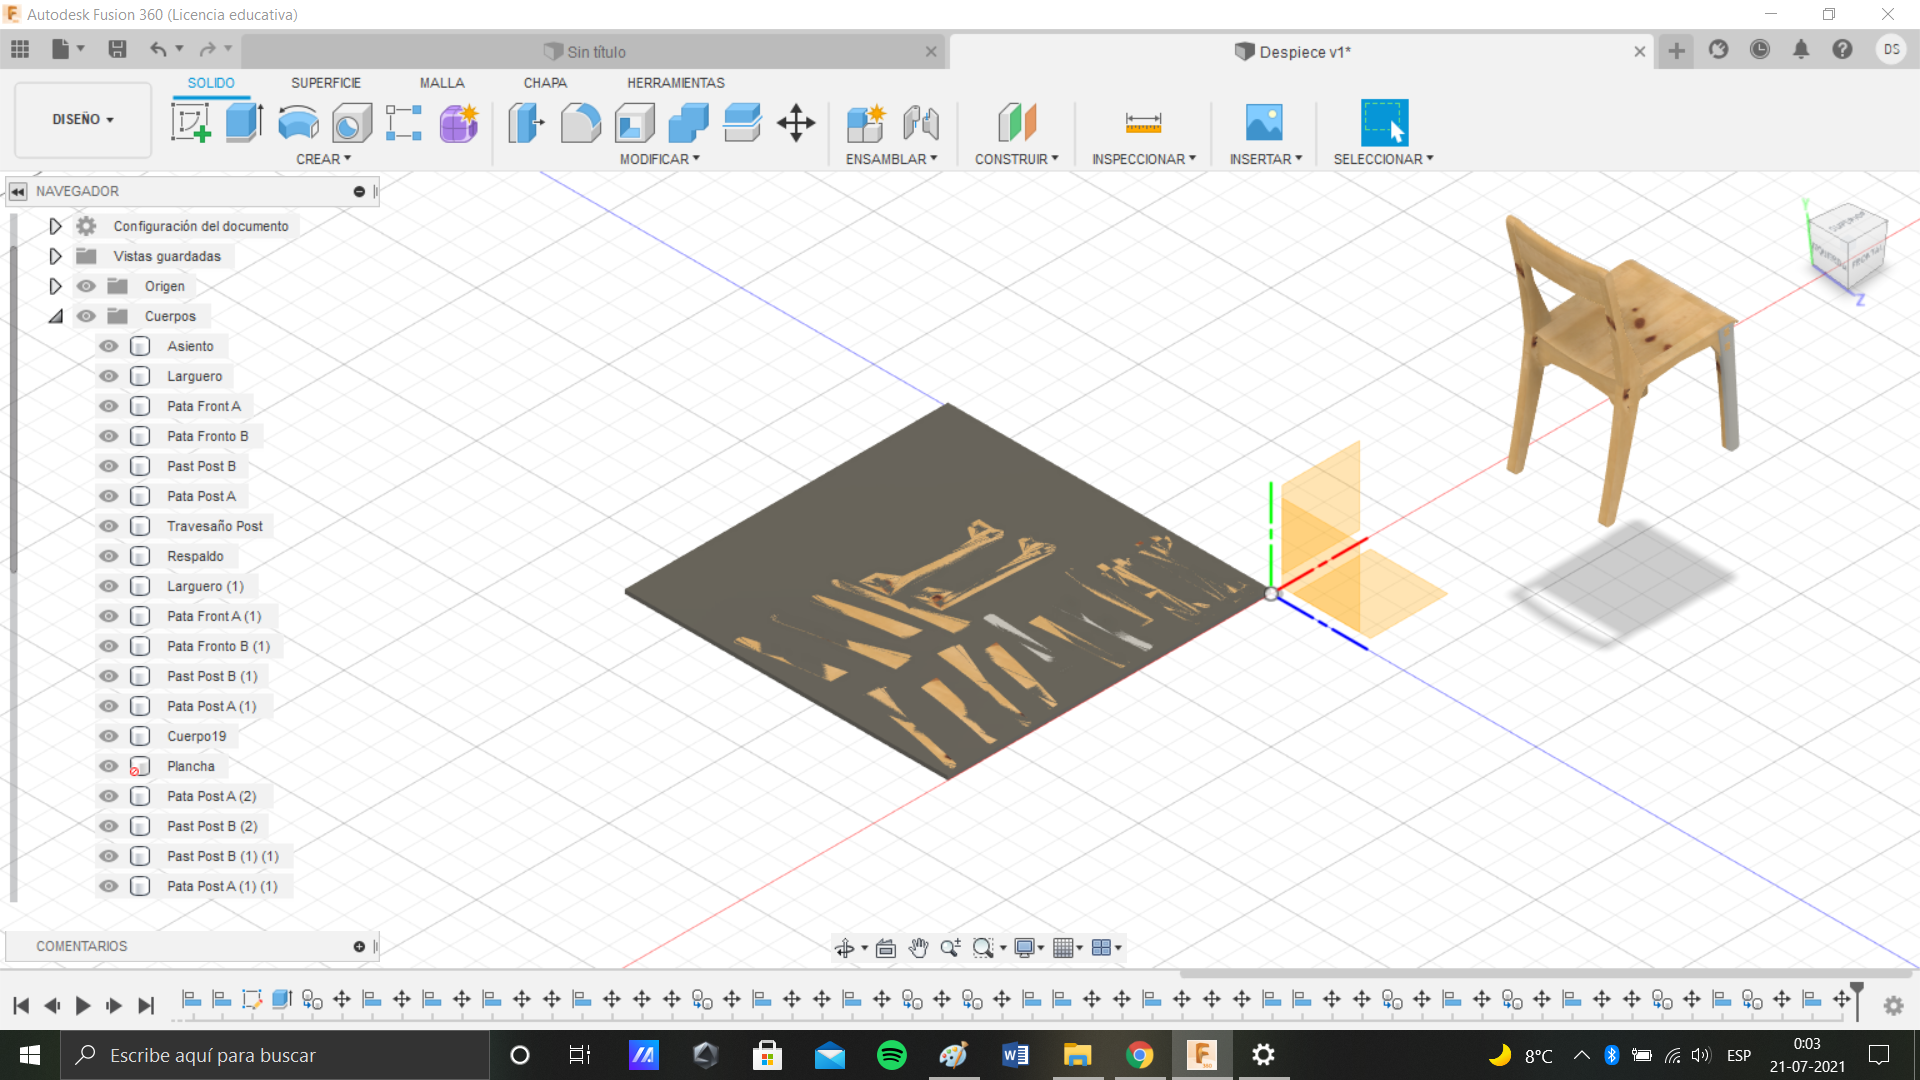 Autodesk Fusion 360 (Licencia educativa)
Sin título
Despiece v1*
DS
SOLIDO
SUPERFICIE
MALLA
CHAPA
HERRAMIENTAS
DISEÑO
CREAR
MODIFICAR
ENSAMBLAR
CONSTRUIR
INSPECCIONAR
INSERTAR
SELECCIONAR
NAVEGADOR
Configuración del documento
Vistas guardadas
Origen
Cuerpos
Asiento
Larguero
Pata Front A
Pata Fronto B
Past Post B
Pata Post A
Travesaño Post
Respaldo
Larguero (1)
Pata Front A (1)
Pata Fronto B (1)
Past Post B (1)
Pata Post A (1)
Cuerpo19
Plancha
Pata Post A (2)
Past Post B (2)
Past Post B (1) (1)
Pata Post A (1) (1)
Y
Z
COMENTARIOS
Escribe aquí para buscar
8°C
ESP
0:03
21-07-2021